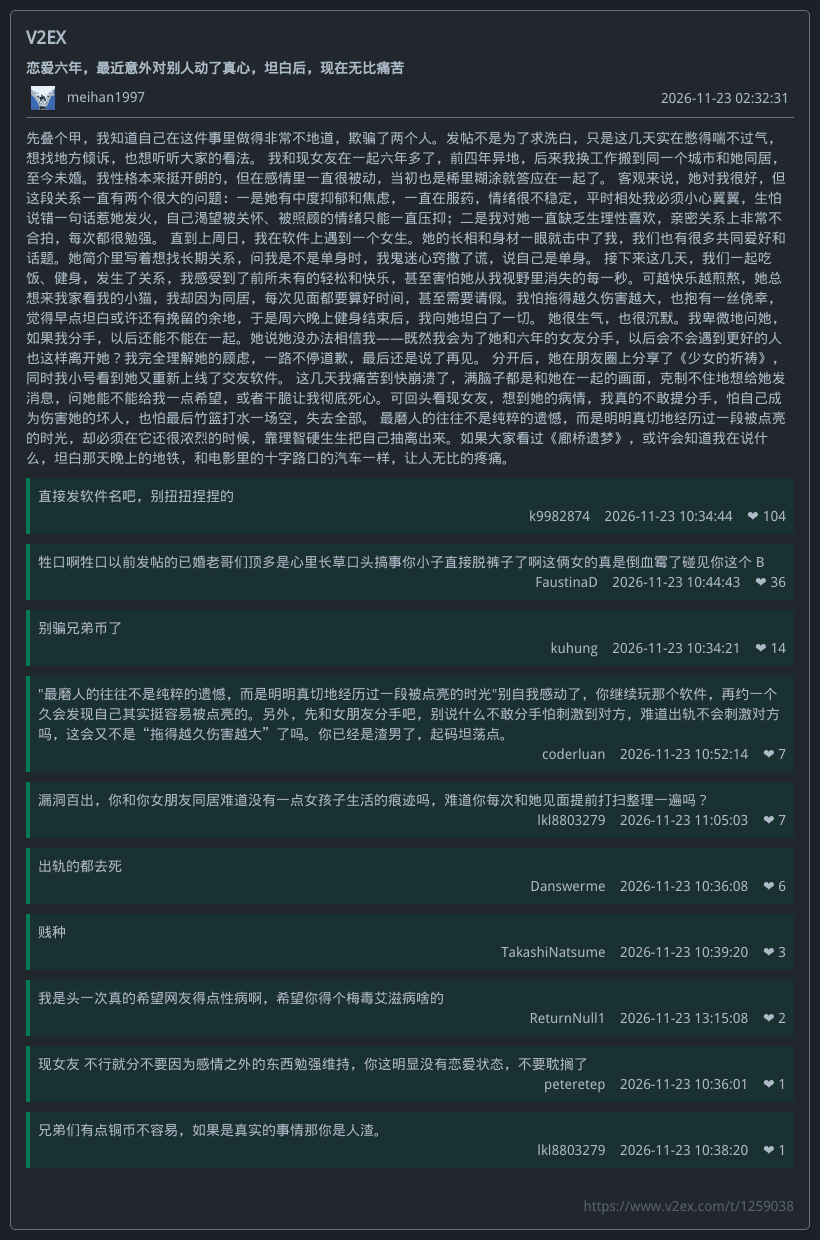 V2EX
恋爱六年，最近意外对别人动了真心，坦白后，现在无比痛苦
meihan1997
2026-11-23 02:32:31
先叠个甲，我知道自己在这件事里做得非常不地道，欺骗了两个人。发帖不是为了求洗白，只是这几天实在憋得喘不过气，
想找地方倾诉，也想听听大家的看法。 我和现女友在一起六年多了，前四年异地，后来我换工作搬到同一个城市和她同居，
至今未婚。我性格本来挺开朗的，但在感情里一直很被动，当初也是稀里糊涂就答应在一起了。 客观来说，她对我很好，但
这段关系一直有两个很大的问题：一是她有中度抑郁和焦虑，一直在服药，情绪很不稳定，平时相处我必须小心翼翼，生怕
说错一句话惹她发火，自己渴望被关怀、被照顾的情绪只能一直压抑；二是我对她一直缺乏生理性喜欢，亲密关系上非常不
合拍，每次都很勉强。 直到上周日，我在软件上遇到一个女生。她的长相和身材一眼就击中了我，我们也有很多共同爱好和
话题。她简介里写着想找长期关系，问我是不是单身时，我鬼迷心窍撒了谎，说自己是单身。 接下来这几天，我们一起吃
饭、健身，发生了关系，我感受到了前所未有的轻松和快乐，甚至害怕她从我视野里消失的每一秒。可越快乐越煎熬，她总
想来我家看我的小猫，我却因为同居，每次见面都要算好时间，甚至需要请假。我怕拖得越久伤害越大，也抱有一丝侥幸，
觉得早点坦白或许还有挽留的余地，于是周六晚上健身结束后，我向她坦白了一切。 她很生气，也很沉默。我卑微地问她，
如果我分手，以后还能不能在一起。她说她没办法相信我——既然我会为了她和六年的女友分手，以后会不会遇到更好的人
也这样离开她？我完全理解她的顾虑，一路不停道歉，最后还是说了再见。 分开后，她在朋友圈上分享了《少女的祈祷》，
同时我小号看到她又重新上线了交友软件。 这几天我痛苦到快崩溃了，满脑子都是和她在一起的画面，克制不住地想给她发
消息，问她能不能给我一点希望，或者干脆让我彻底死心。可回头看现女友，想到她的病情，我真的不敢提分手，怕自己成
为伤害她的坏人，也怕最后竹篮打水一场空，失去全部。 最磨人的往往不是纯粹的遗憾，而是明明真切地经历过一段被点亮
的时光，却必须在它还很浓烈的时候，靠理智硬生生把自己抽离出来。如果大家看过《廊桥遗梦》，或许会知道我在说什
么，坦白那天晚上的地铁，和电影里的十字路口的汽车一样，让人无比的疼痛。
直接发软件名吧，别扭扭捏捏的
k9982874 2026-11-23 10:34:44 ❤ 104
牲口啊牲口以前发帖的已婚老哥们顶多是心里长草口头搞事你小子直接脱裤子了啊这俩女的真是倒血霉了碰见你这个 B
FaustinaD 2026-11-23 10:44:43 ❤ 36
别骗兄弟币了
kuhung 2026-11-23 10:34:21 ❤ 14
"最磨人的往往不是纯粹的遗憾，而是明明真切地经历过一段被点亮的时光"别自我感动了，你继续玩那个软件，再约一个
久会发现自己其实挺容易被点亮的。另外，先和女朋友分手吧，别说什么不敢分手怕刺激到对方，难道出轨不会刺激对方
吗，这会又不是“拖得越久伤害越大”了吗。你已经是渣男了，起码坦荡点。
coderluan 2026-11-23 10:52:14 ❤ 7
漏洞百出，你和你女朋友同居难道没有一点女孩子生活的痕迹吗，难道你每次和她见面提前打扫整理一遍吗？
lkl8803279 2026-11-23 11:05:03 ❤ 7
出轨的都去死
Danswerme 2026-11-23 10:36:08 ❤ 6
贱种
TakashiNatsume 2026-11-23 10:39:20 ❤ 3
我是头一次真的希望网友得点性病啊，希望你得个梅毒艾滋病啥的
ReturnNull1 2026-11-23 13:15:08 ❤ 2
现女友 不行就分不要因为感情之外的东西勉强维持，你这明显没有恋爱状态，不要耽搁了
peteretep 2026-11-23 10:36:01 ❤ 1
兄弟们有点铜币不容易，如果是真实的事情那你是人渣。
lkl8803279 2026-11-23 10:38:20 ❤ 1
https://www.v2ex.com/t/1259038